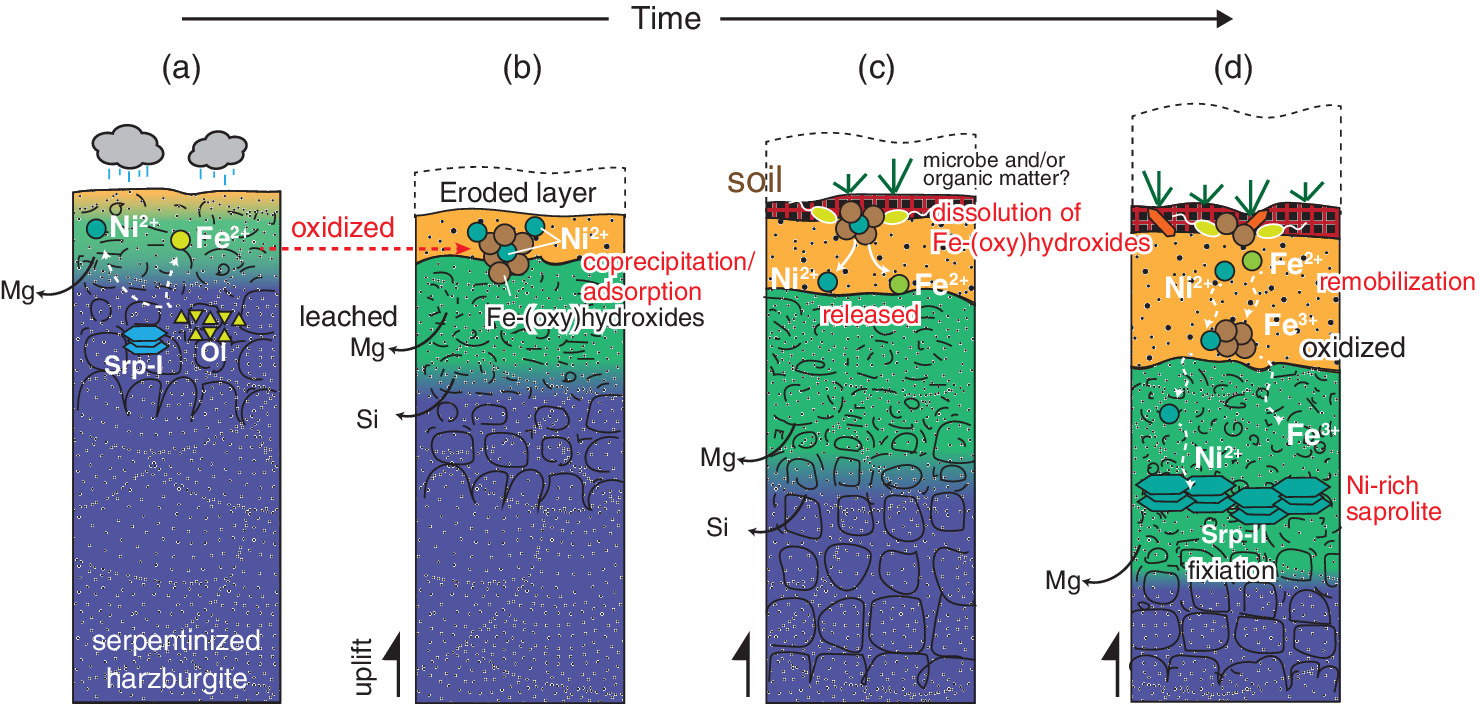 Time
(a)
(b)
(c)
(d)
Ni2+
Fe2+
Mg
Srp-I
Ol
serpentinized
harzburgite
oxidized
Eroded layer
Ni2+
coprecipitation/
adsorption
Fe-(oxy)hydroxides
leached
Mg
Si
uplift
soil
microbe and/or
organic matter?
dissolution of
Fe-(oxy)hydroxides
Ni2+
Fe2+
released
Mg
Si
Fe2+
Ni2+
remobilization
Fe3+
oxidized
Fe3+
Ni2+
Ni-rich
saprolite
Srp-II
fixiation
Mg